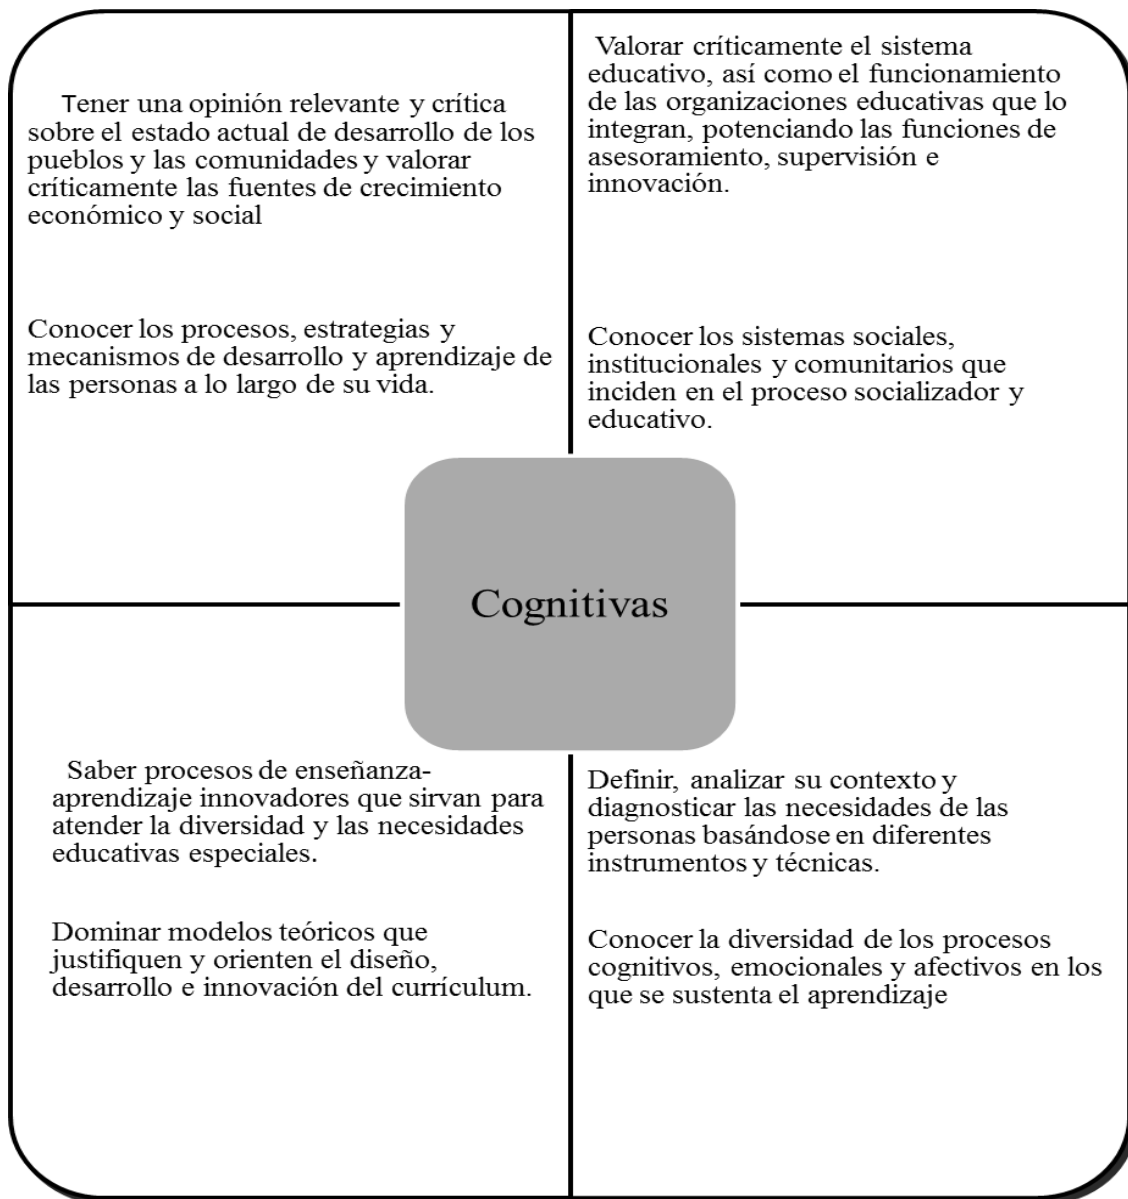 Tener una opinión relevante y crítica
sobre el estado actual de desarrollo de los
pueblos y las comunidades y valorar
críticamente las fuentes de crecimiento
económico y social
Conocer los procesos, estrategias y
mecanismos de desarrollo y aprendizaje de
las personas a lo largo de su vida.
Valorar críticamente el sistema
educativo, así como el funcionamiento
de las organizaciones educativas que lo
integran, potenciando las funciones de
asesoramiento, supervisión e
innovación.
Conocer los sistemas sociales,
institucionales y comunitarios que
inciden en el proceso socializador y
educativo.
Cognitivas
Saber procesos de enseñanza-
aprendizaje innovadores que sirvan para
atender la diversidad y las necesidades
educativas especiales.
Dominar modelos teóricos que
justifiquen y orienten el diseño,
desarrollo e innovación del currículum.
Definir, analizar su contexto y
diagnosticar las necesidades de las
personas basándose en diferentes
instrumentos y técnicas.
Conocer la diversidad de los procesos
cognitivos, emocionales y afectivos en los
que se sustenta el aprendizaje